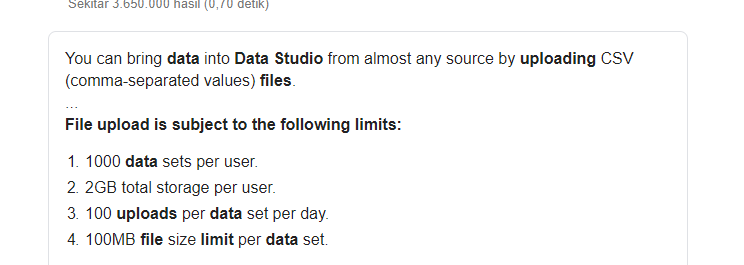 Sekitar 3.650.000 hasil (0,70 detik)
You can bring data into Data Studio from almost any source by uploading CSV
(comma-separated values) files.
...
File upload is subject to the following limits:
1. 1000 data sets per user.
2. 2GB total storage per user.
3. 100 uploads per data set per day.
4. 100MB file size limit per data set.